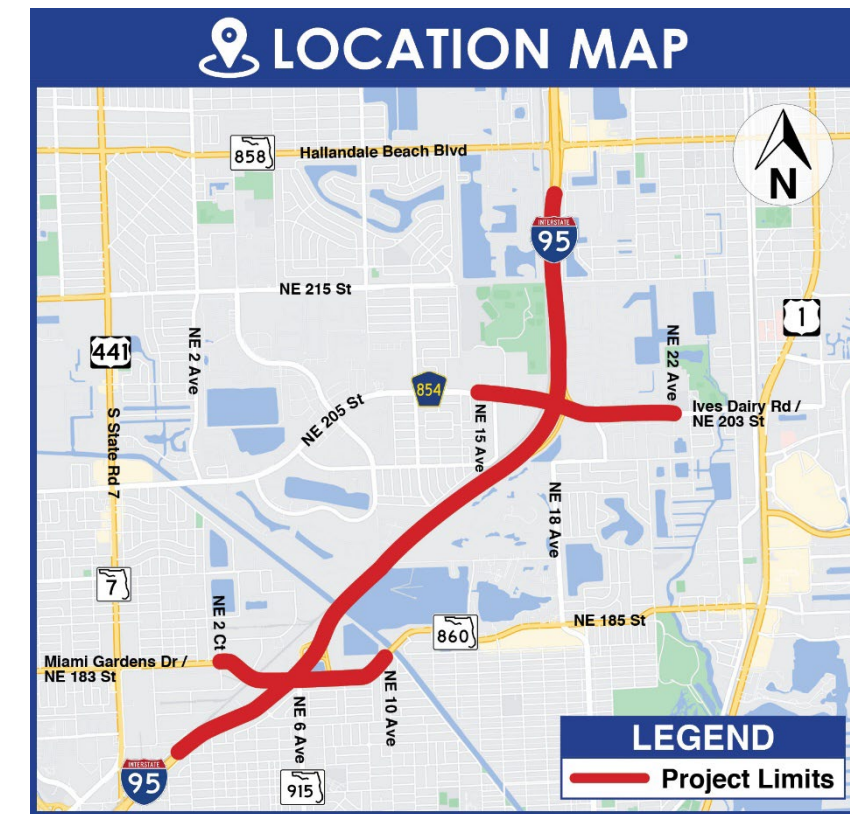 LOCATION MAP
858
Hallandale Beach Blvd
N
INTERSTATE
95
NE 215 St
1
441
NE 2 Ave
NE 22 Ave
854
Ives Dairy Rd /
NE 203 St
NE 205 St
NE 15 Ave
S State Rd 7
NE 18 Ave
7
NE 2 Ct
860
NE 185 St
Miami Gardens Dr /
NE 183 St
NE 10 Ave
NE 6 Ave
INTERSTATE
95
915
LEGEND
Project Limits